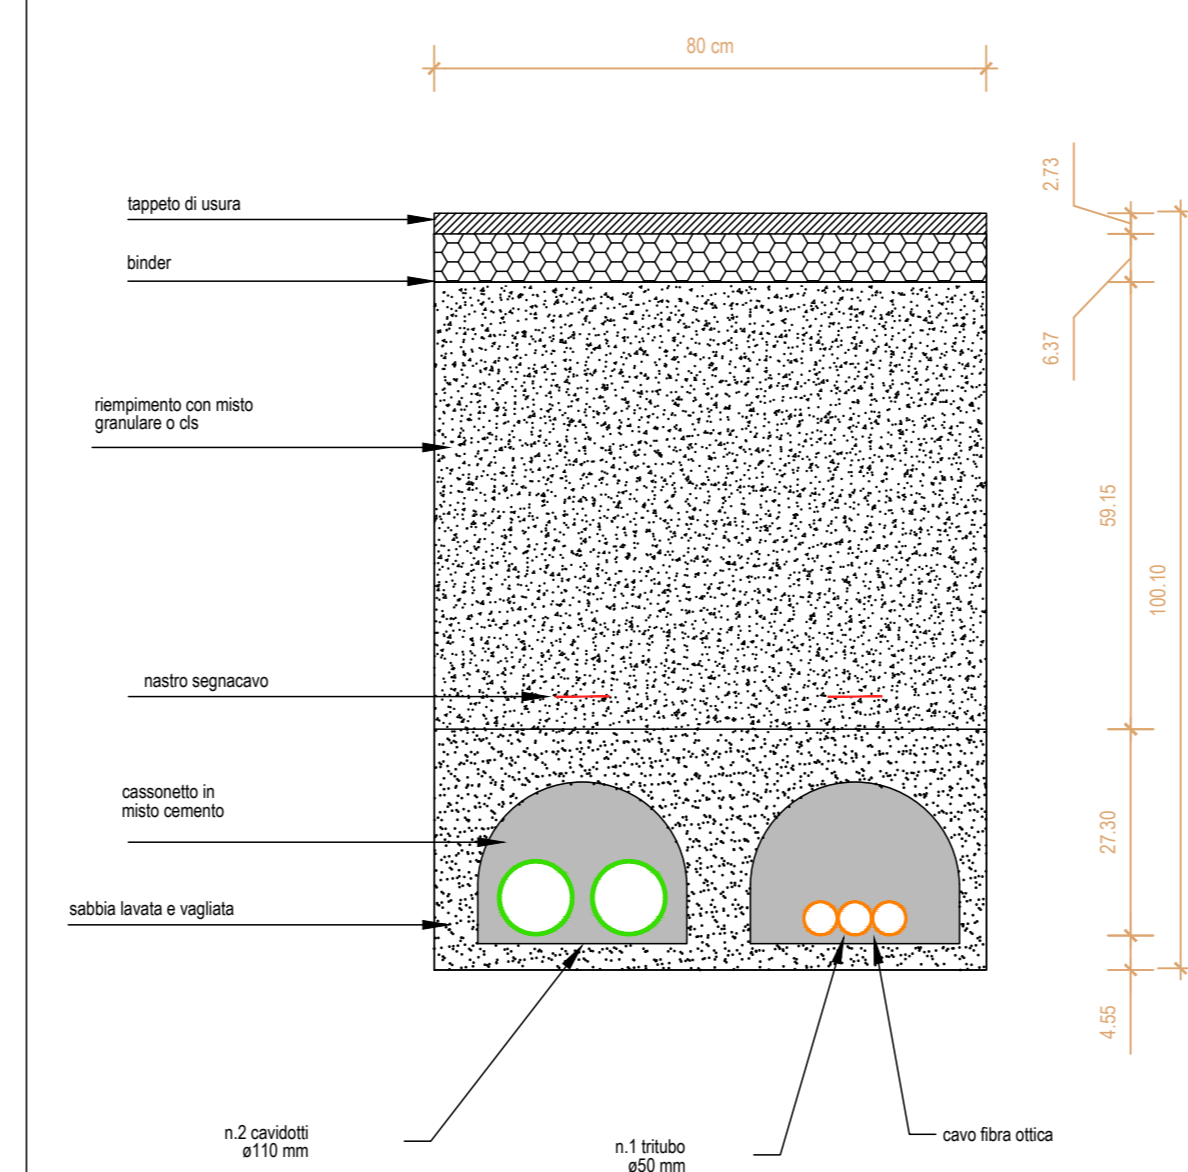 80 cm
2.73
tappeto di usura
binder
6.37
riempimento con misto
granulare o cls
59.15
100.10
nastro segnacavo
cassonetto in
misto cemento
27.30
sabbia lavata e vagliata
4.55
n.2 cavidotti
ø110 mm
n.1 tritubo
ø50 mm
cavo fibra ottica